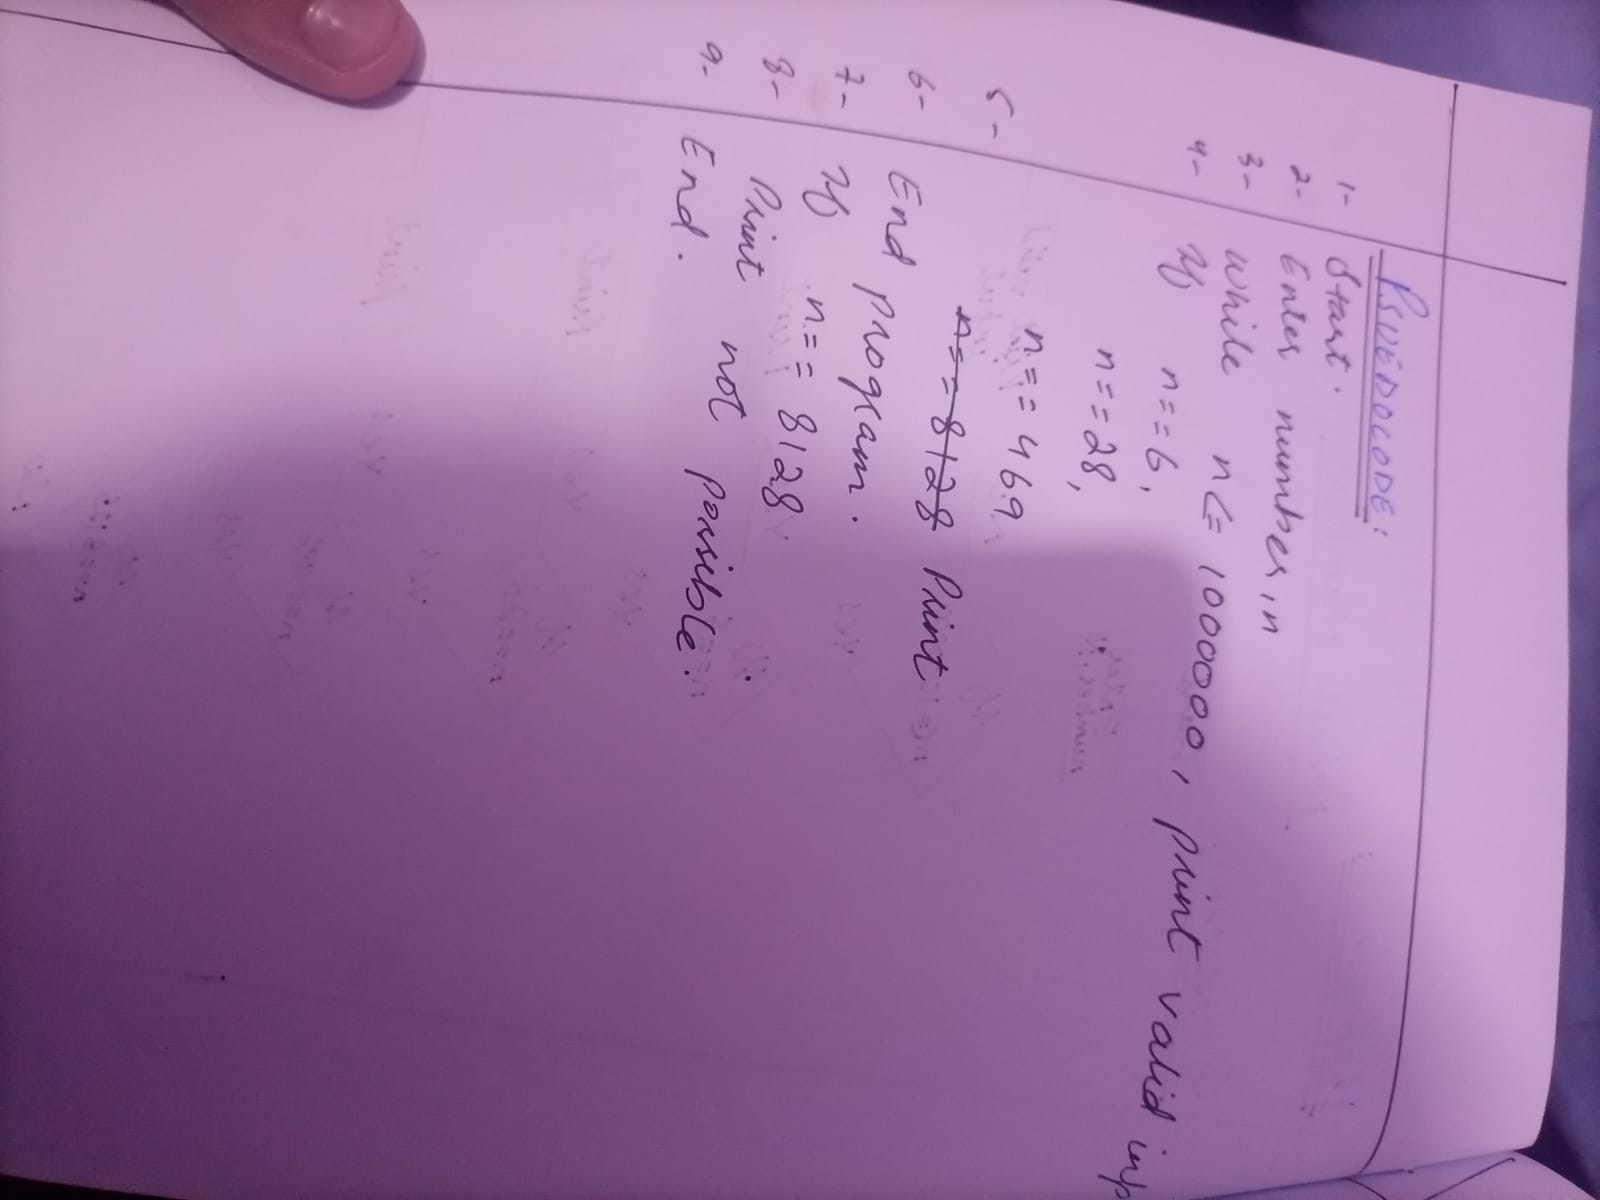 PSUEDOCODE:
1- Start.
2- Enter number, n
3- While n <= 1000000, print valid inp
4- If n == 6,
n == 28,
n == 469
5- n == 8128 Print
6- End program.
7- If n == 8128
8- Print not possible.
9- End.